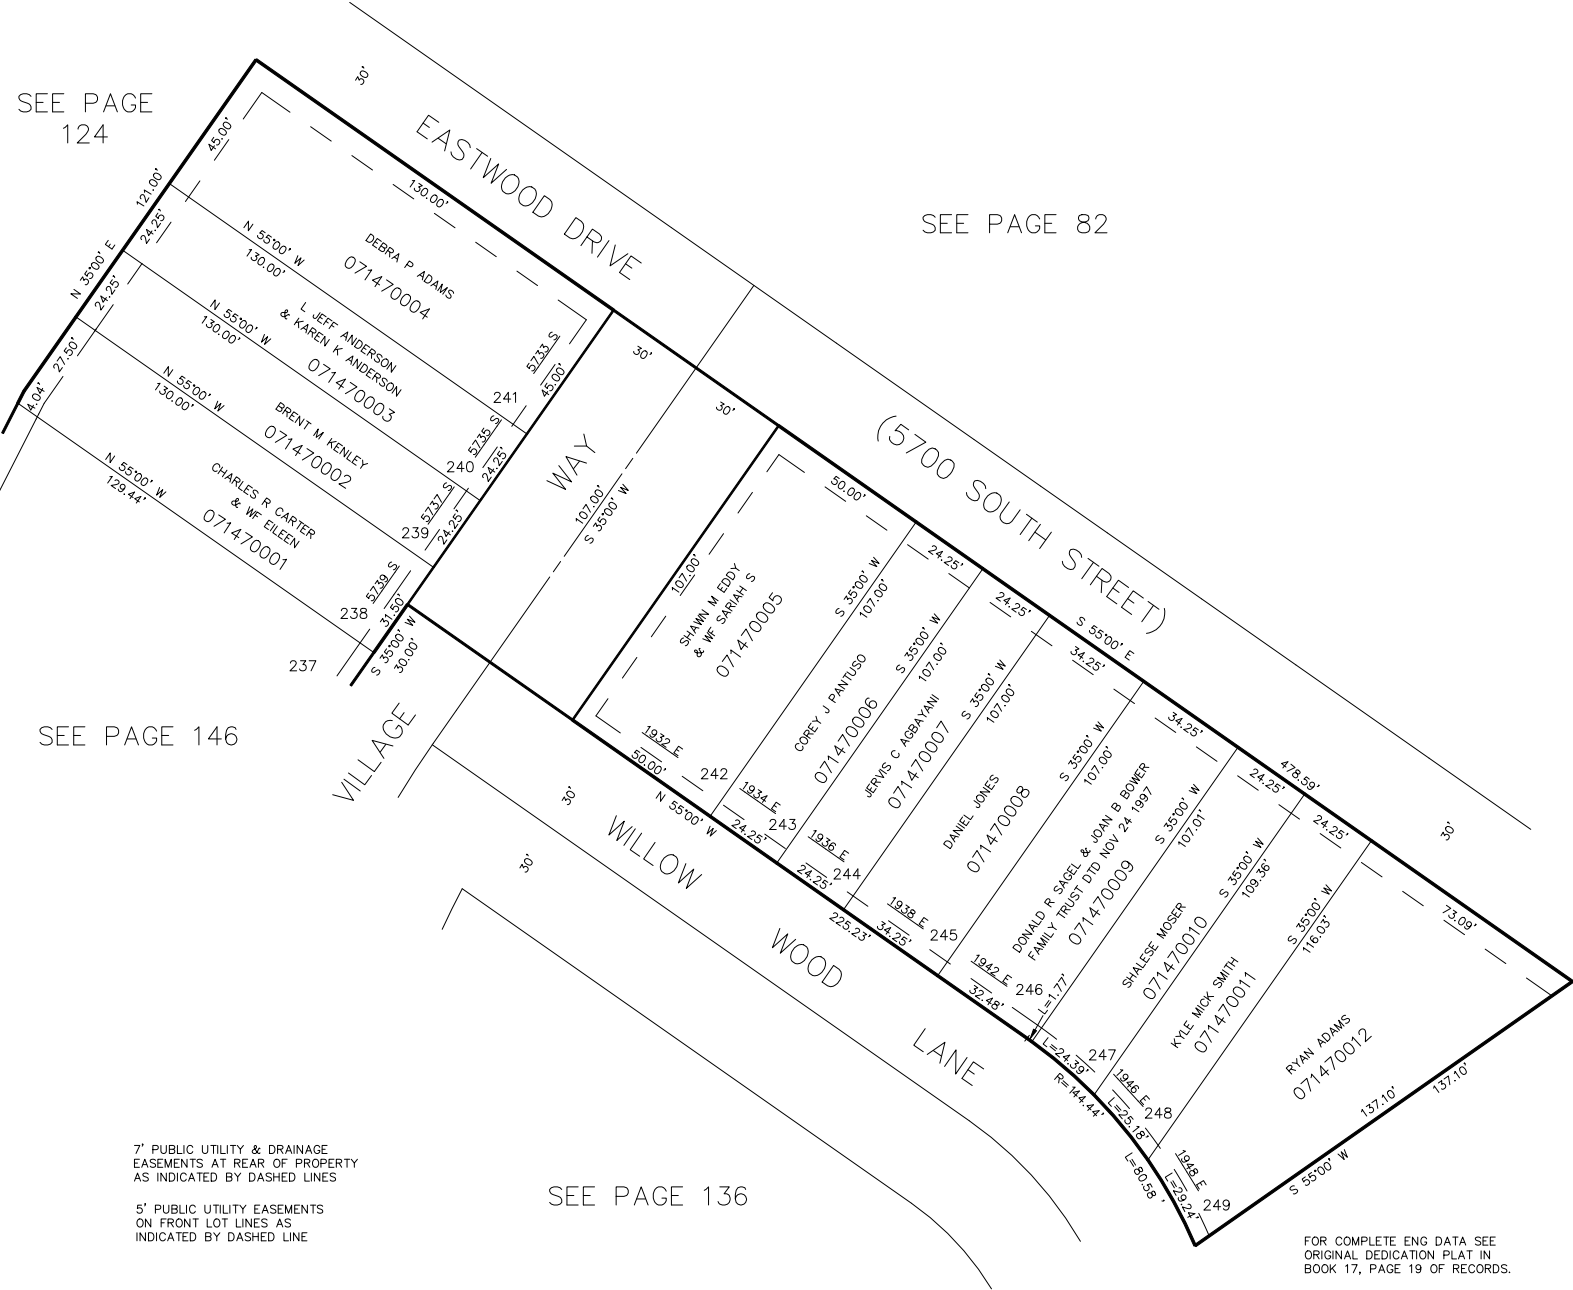 SEE PAGE
124
30'
EASTWOOD DRIVE
(5700 SOUTH STREET)
SEE PAGE 82
45.00'
121.00'
N 35°00' E
24.25'
24.25'
27.50'
4.04'
130.00'
DEBRA P ADAMS
071470004
N 55°00' W
130.00'
L JEFF ANDERSON
& KAREN K ANDERSON
071470003
N 55°00' W
130.00'
BRENT M KENLEY
071470002
N 55°00' W
130.00'
CHARLES R CARTER
& WF EILEEN
071470001
N 55°00' W
129.44'
5733 S
45.00'
241
5735 S
24.25'
240
5737 S
24.25'
239
5739 S
31.50'
238
237
S 35°00' W
30.00'
30'
30'
VILLAGE
WAY
107.00'
S 35°00' W
SEE PAGE 146
50.00'
107.00'
SHAWN M EDDY
& WF SARIAH S
071470005
1932 E
50.00'
242
N 55°00' W
S 35°00' W
107.00'
24.25'
COREY J PANTUSO
071470006
1934 E
24.25'
243
S 35°00' W
107.00'
24.25'
JERVIS C AGBAYANI
071470007
1936 E
24.25'
244
225.23'
S 35°00' W
107.00'
S 55°00' E
34.25'
DANIEL JONES
071470008
1938 E
34.25'
245
S 35°00' W
107.00'
34.25'
DONALD R SAGEL & JOAN B BOWER
FAMILY TRUST DTD NOV 24 1997
071470009
1942 E
32.48'
246
L=1.77'
S 35°00' W
107.01'
478.59'
24.25'
SHALESE MOSER
071470010
L=24.39'
247
R=144.44'
S 35°00' W
109.36'
24.25'
KYLE MICK SMITH
071470011
1946 E
L=25.18'
248
S 35°00' W
116.03'
30'
73.09'
RYAN ADAMS
071470012
1948 E
L=29.24'
249
L=80.58'
137.10'
137.10'
S 55°00' W
30'
30'
WILLOW
WOOD
LANE
SEE PAGE 136
7' PUBLIC UTILITY & DRAINAGE
EASEMENTS AT REAR OF PROPERTY
AS INDICATED BY DASHED LINES
5' PUBLIC UTILITY EASEMENTS
ON FRONT LOT LINES AS
INDICATED BY DASHED LINE
FOR COMPLETE ENG DATA SEE
ORIGINAL DEDICATION PLAT IN
BOOK 17, PAGE 19 OF RECORDS.